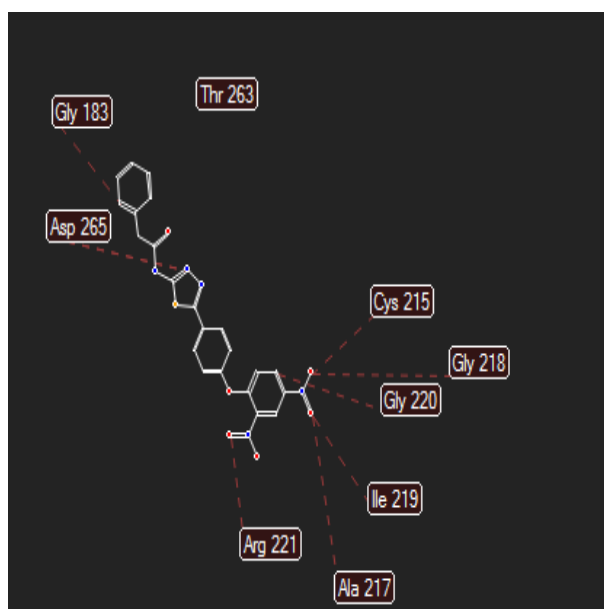 Thr 263
Gly 183
Asp 265
Cys 215
Gly 218
Gly 220
Ile 219
Arg 221
Ala 217